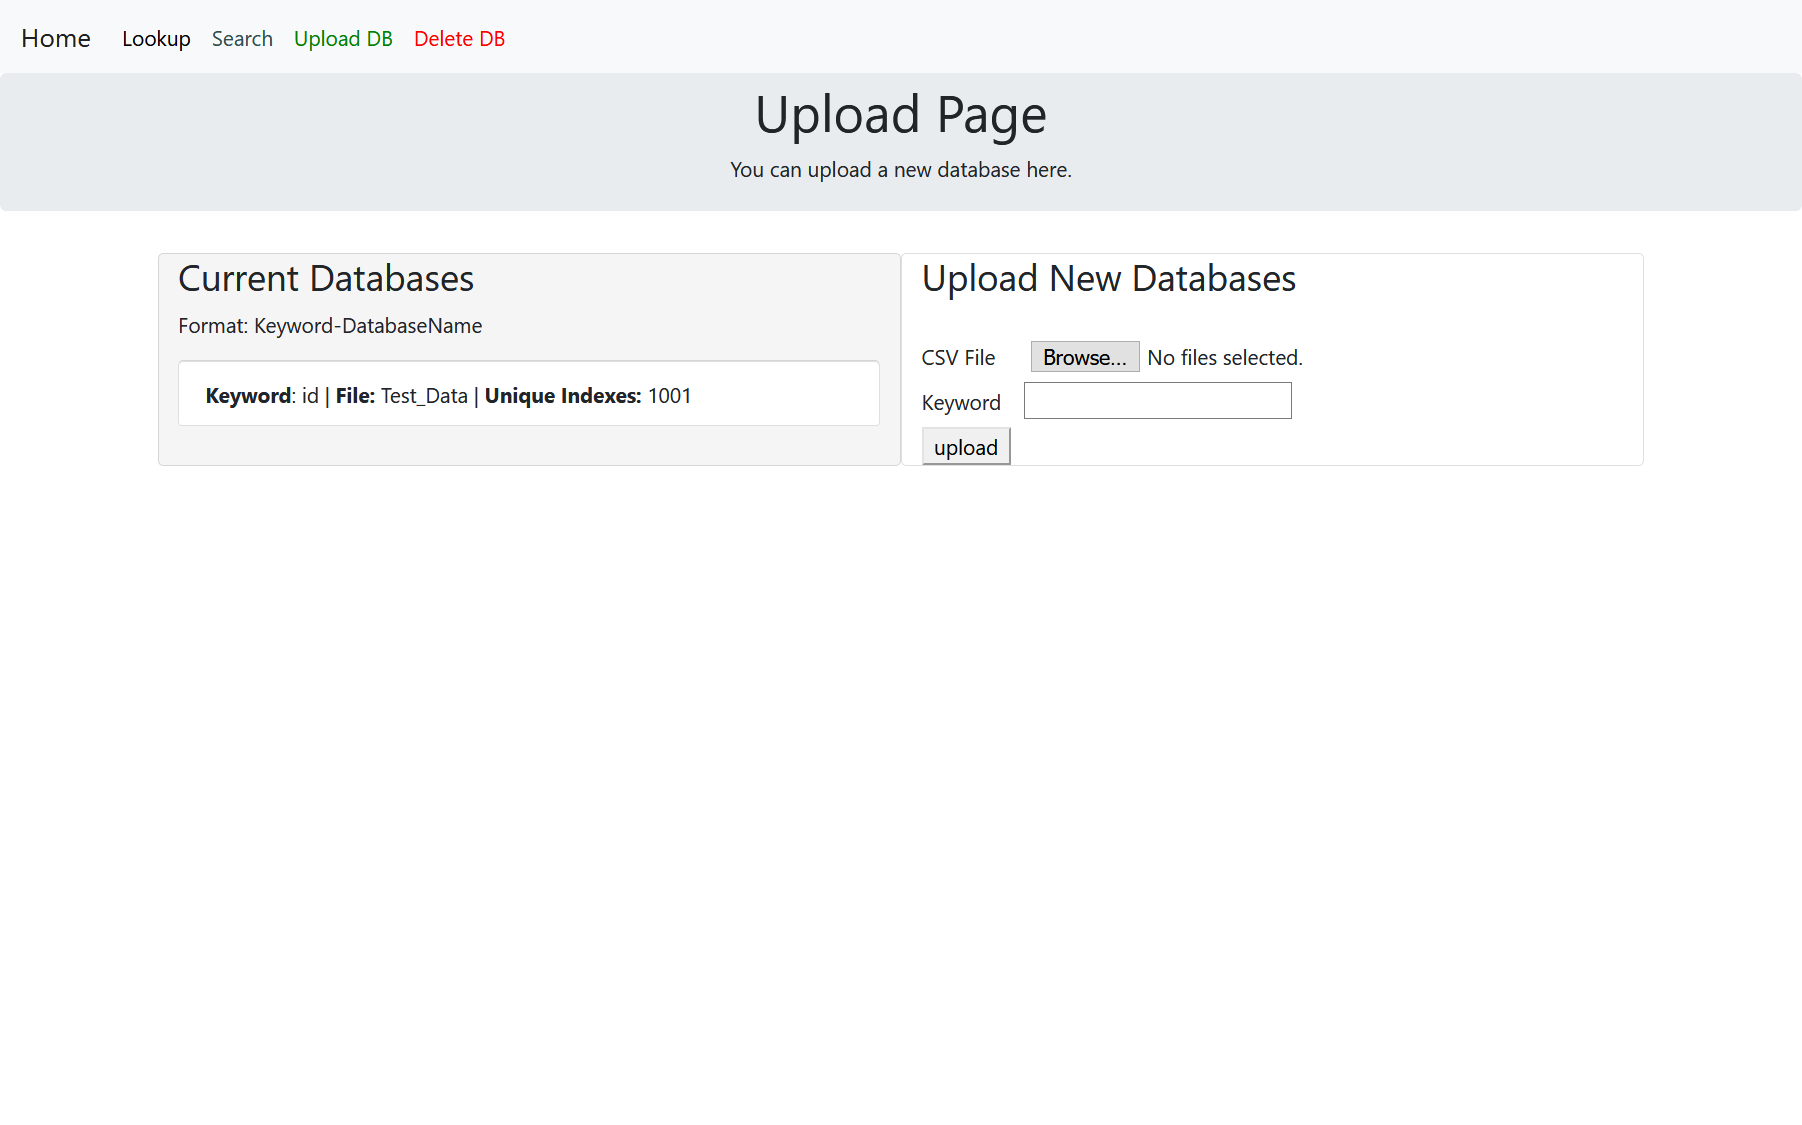 Home Lookup Search Upload DB Delete DB
Upload Page
You can upload a new database here.
Current Databases
Format: Keyword-DatabaseName
Keyword: id | File: Test_Data | Unique Indexes: 1001
Upload New Databases
CSV File Browse... No files selected.
Keyword
upload